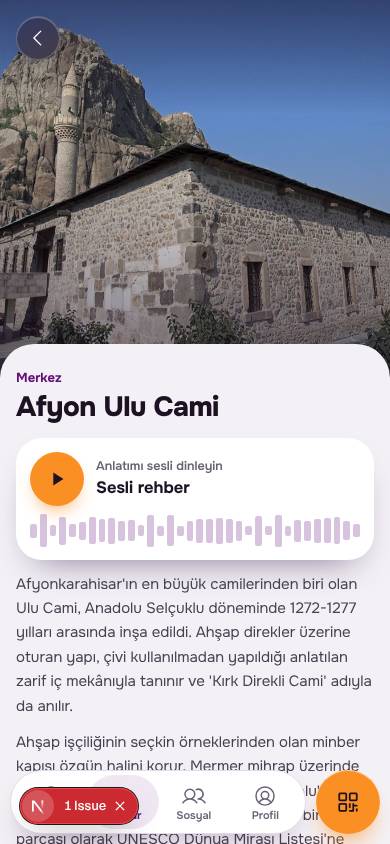 Merkez
Afyon Ulu Cami
Anlatımı sesli dinleyin
Sesli rehber
Afyonkarahisar'ın en büyük camilerinden biri olan
Ulu Cami, Anadolu Selçuklu döneminde 1272-1277
yılları arasında inşa edildi. Ahşap direkler üzerine
oturan yapı, çivi kullanılmadan yapıldığı anlatılan
zarif iç mekânıyla tanınır ve 'Kırk Direkli Cami' adıyla
da anılır.
Ahşap işçiliğinin seçkin örneklerinden olan minber
kapısı özgün halini korur. Mermer mihrap üzerinde
N
1 Issue
Sosyal
Profil
parçası olarak UNESCO Dünya Mirası Listesi'ne